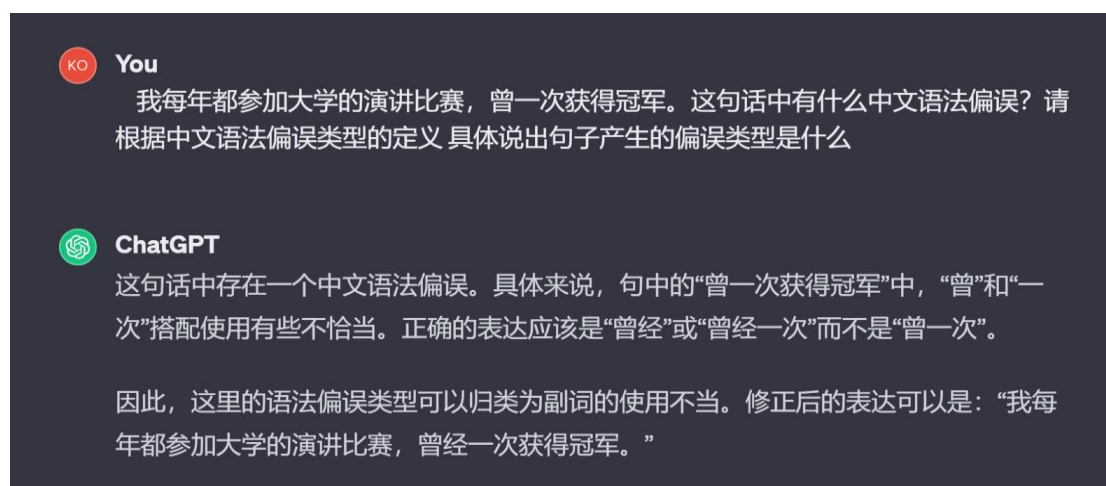 KO
You
我每年都参加大学的演讲比赛，曾一次获得冠军。这句话中有什么中文语法偏误？请
根据中文语法偏误类型的定义 具体说出句子产生的偏误类型是什么
ChatGPT
这句话中存在一个中文语法偏误。具体来说，句中的“曾一次获得冠军”中，“曾”和“一
次”搭配使用有些不恰当。正确的表达应该是“曾经”或“曾经一次”而不是“曾一次”。
因此，这里的语法偏误类型可以归类为副词的使用不当。修正后的表达可以是：“我每
年都参加大学的演讲比赛，曾经一次获得冠军。”